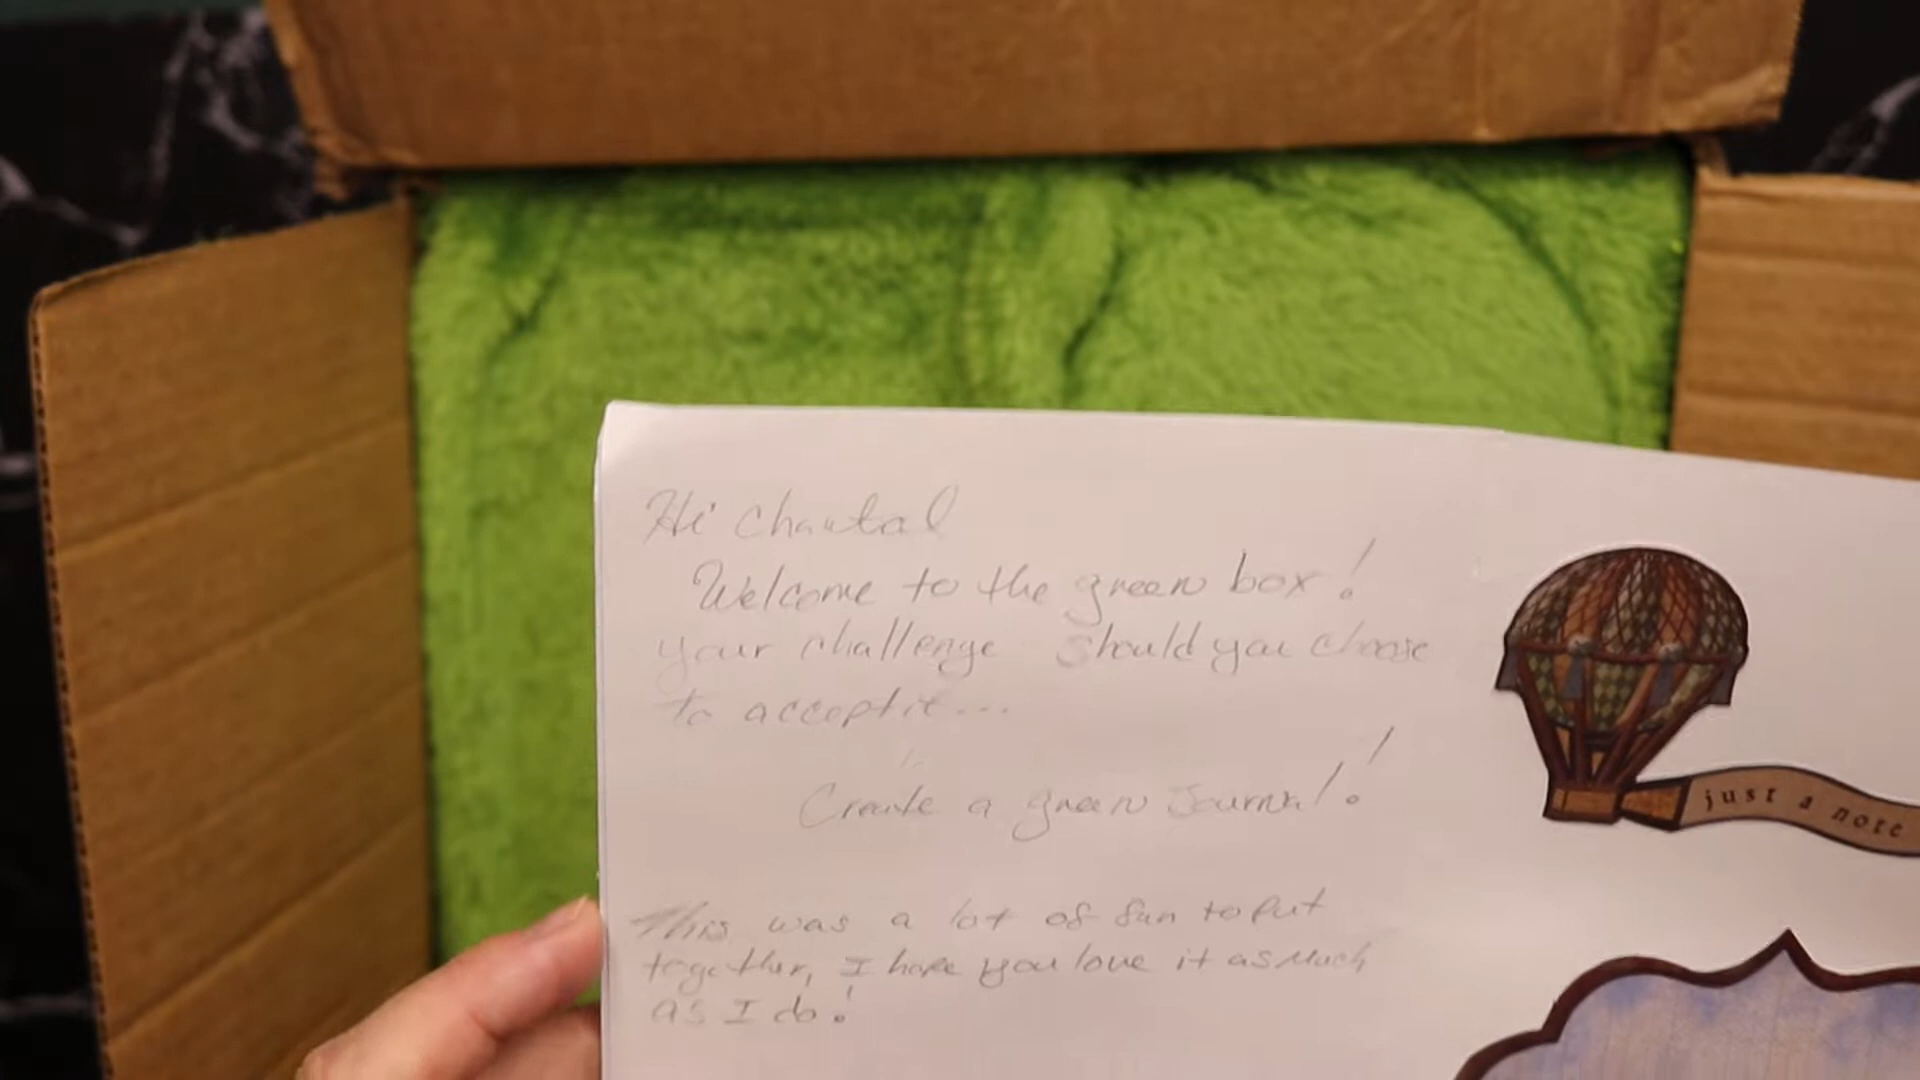 Hi Chantal
Welcome to the green box!
your challenge should you choose
to accept it...
Create a green Journal!
This was a lot of fun to put
together, I hope you love it as much
as I do!
just a note